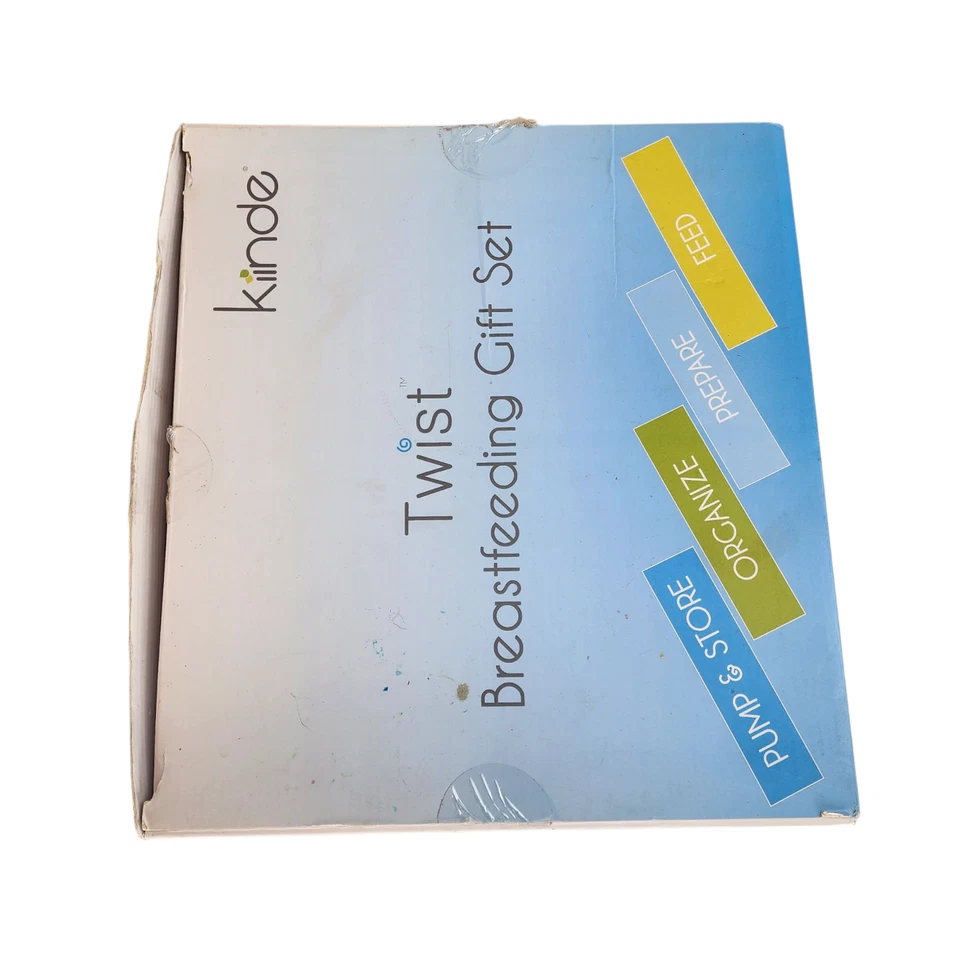 kiinde®
Twist™
Breastfeeding Gift Set
PUMP & STORE
ORGANIZE
PREPARE
FEED